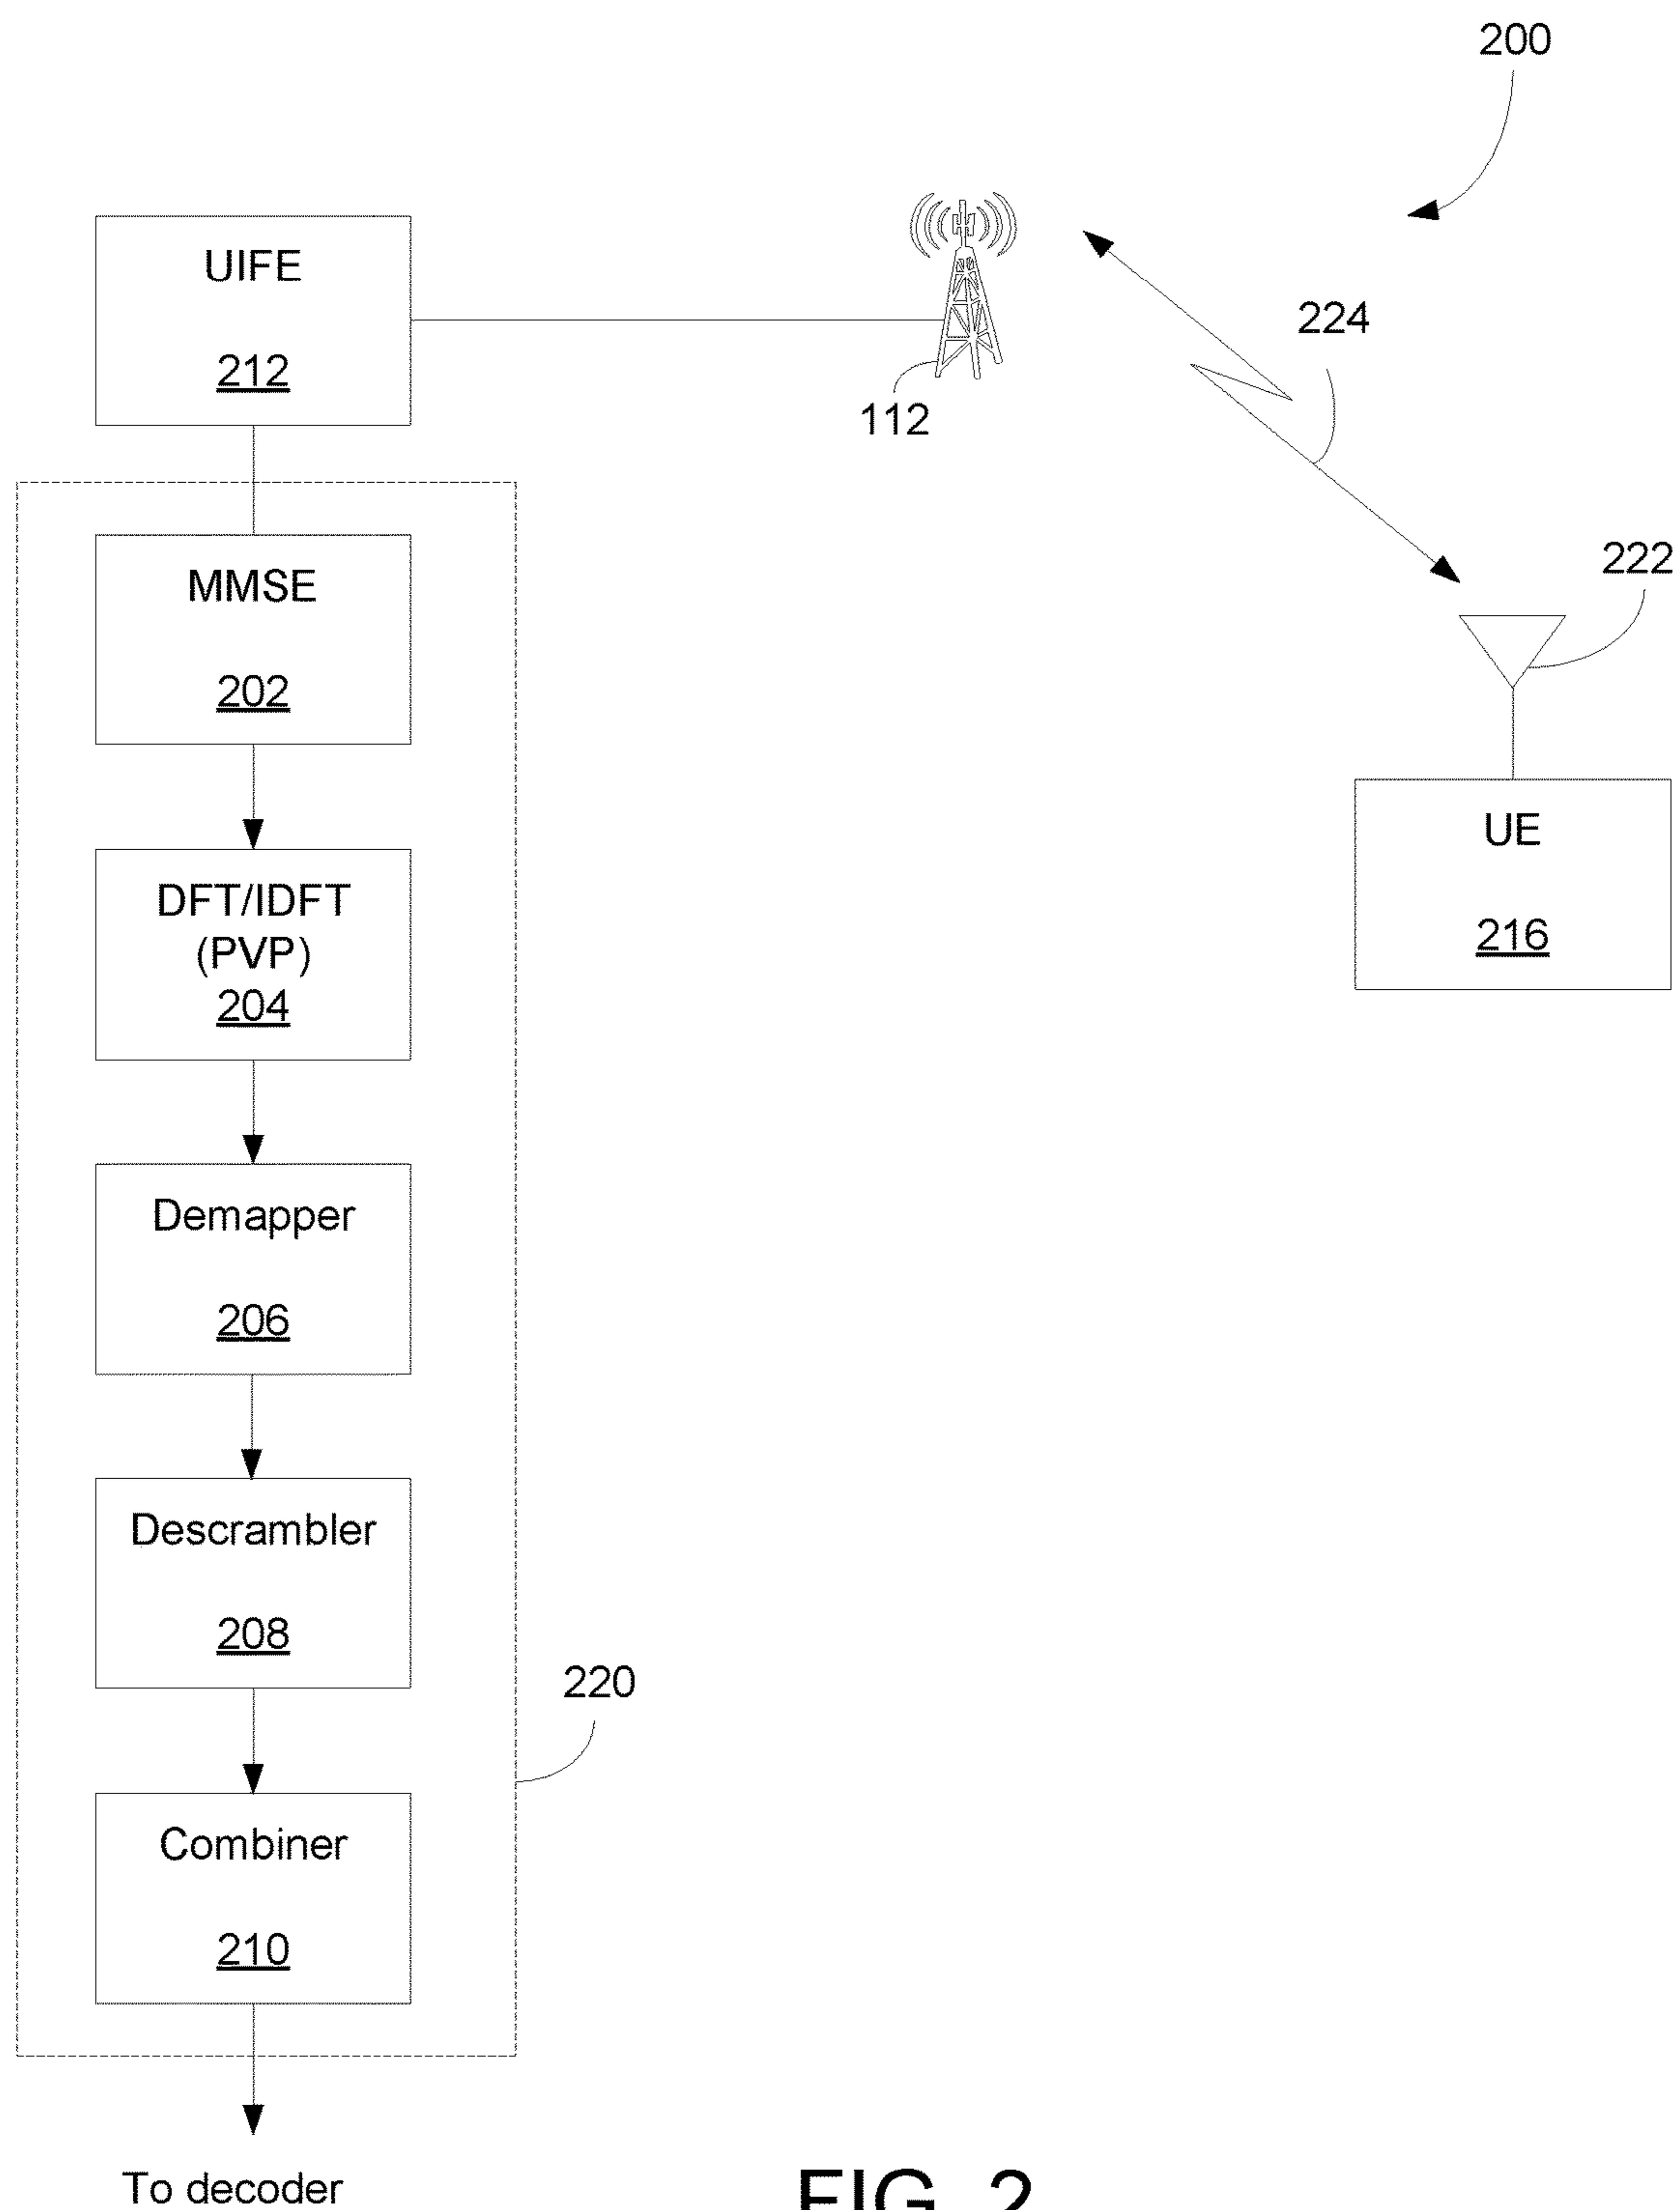 200
UIFE
212
112
224
MMSE
202
222
DFT/IDFT
(PVP)
204
UE
216
Demapper
206
Descrambler
208
220
Combiner
210
To decoder
FIG. 2